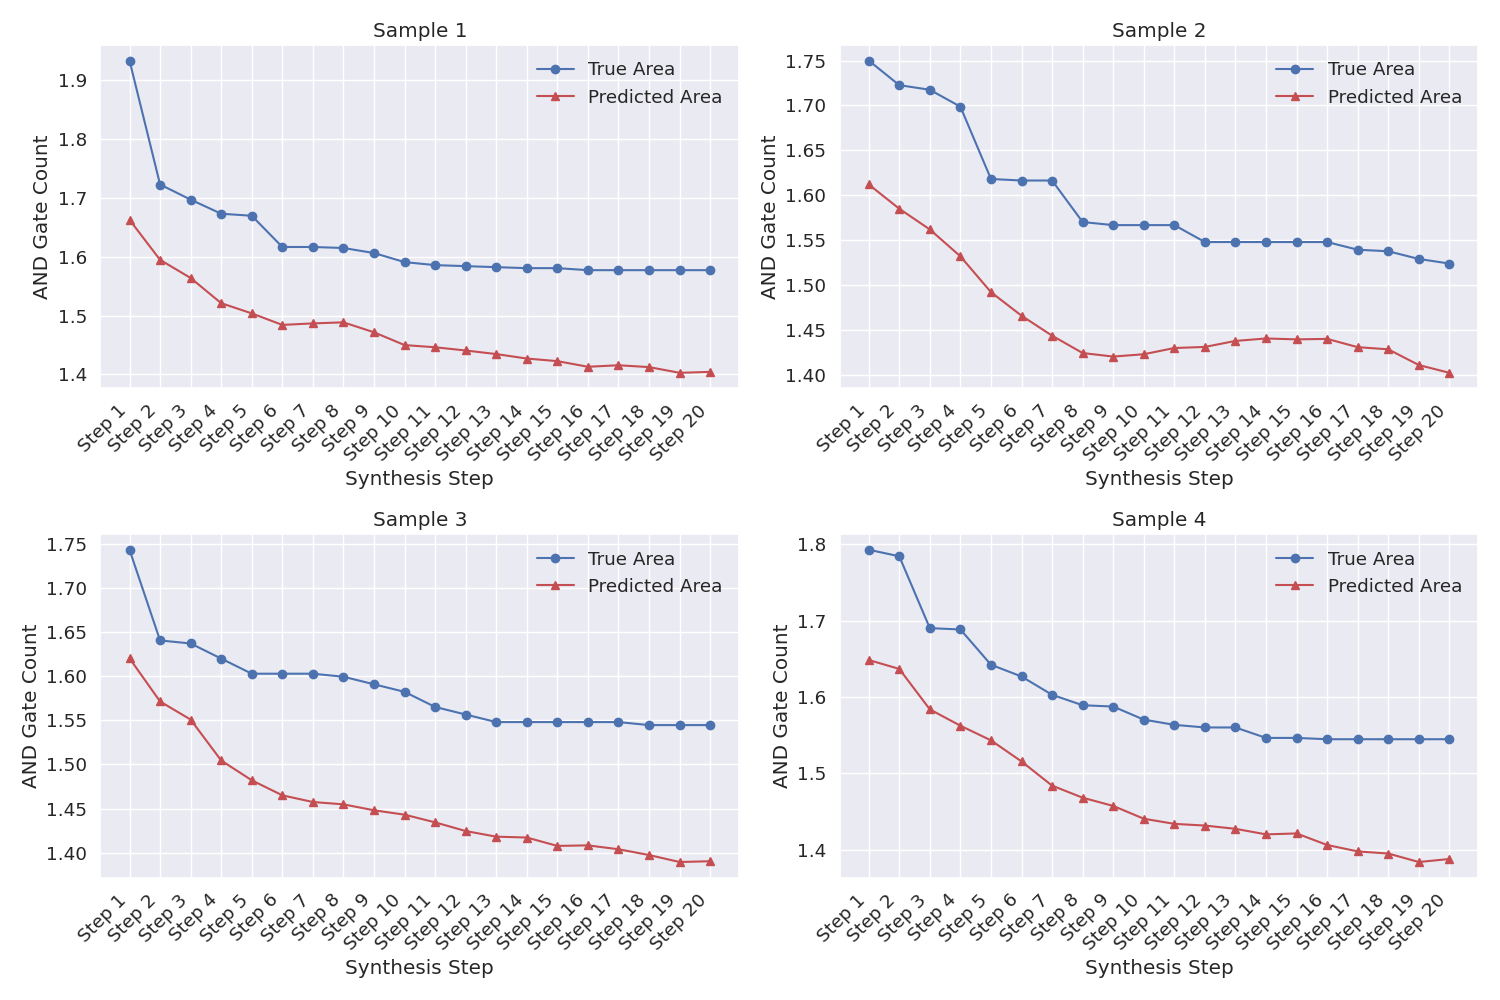 Sample 1
1.9
1.8
1.7
1.6
1.5
1.4
AND Gate Count
True Area
Predicted Area
Step 1
Step 2
Step 3
Step 4
Step 5
Step 6
Step 7
Step 8
Step 9
Step 10
Step 11
Step 12
Step 13
Step 14
Step 15
Step 16
Step 17
Step 18
Step 19
Step 20
Synthesis Step
Sample 2
1.75
1.70
1.65
1.60
1.55
1.50
1.45
1.40
AND Gate Count
True Area
Predicted Area
Step 1
Step 2
Step 3
Step 4
Step 5
Step 6
Step 7
Step 8
Step 9
Step 10
Step 11
Step 12
Step 13
Step 14
Step 15
Step 16
Step 17
Step 18
Step 19
Step 20
Synthesis Step
Sample 3
1.75
1.70
1.65
1.60
1.55
1.50
1.45
1.40
AND Gate Count
True Area
Predicted Area
Step 1
Step 2
Step 3
Step 4
Step 5
Step 6
Step 7
Step 8
Step 9
Step 10
Step 11
Step 12
Step 13
Step 14
Step 15
Step 16
Step 17
Step 18
Step 19
Step 20
Synthesis Step
Sample 4
1.8
1.7
1.6
1.5
1.4
AND Gate Count
True Area
Predicted Area
Step 1
Step 2
Step 3
Step 4
Step 5
Step 6
Step 7
Step 8
Step 9
Step 10
Step 11
Step 12
Step 13
Step 14
Step 15
Step 16
Step 17
Step 18
Step 19
Step 20
Synthesis Step